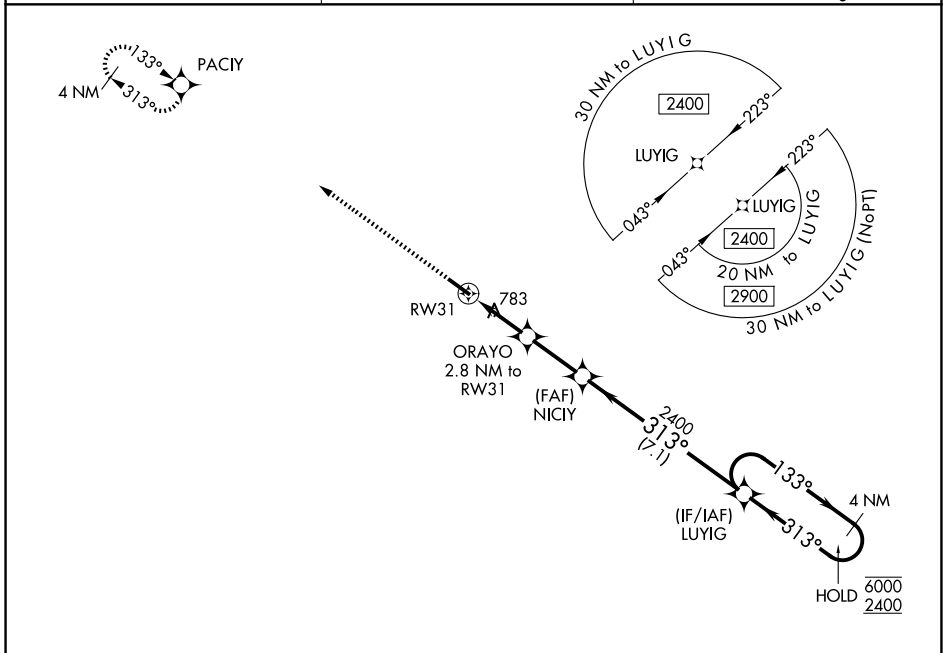 133°
PACIY
4 NM
313°
30 NM to LUYIG
2400
223°
LUYIG
043°
223°
LUYIG
043°
2400
20 NM to LUYIG
2900
30 NM to LUYIG (NoPT)
RW31
783
ORAYO
2.8 NM to
RW31
(FAF)
NICIY
2400
313°
(7.1)
133°
4 NM
(IF/IAF)
LUYIG
313°
HOLD
6000
2400